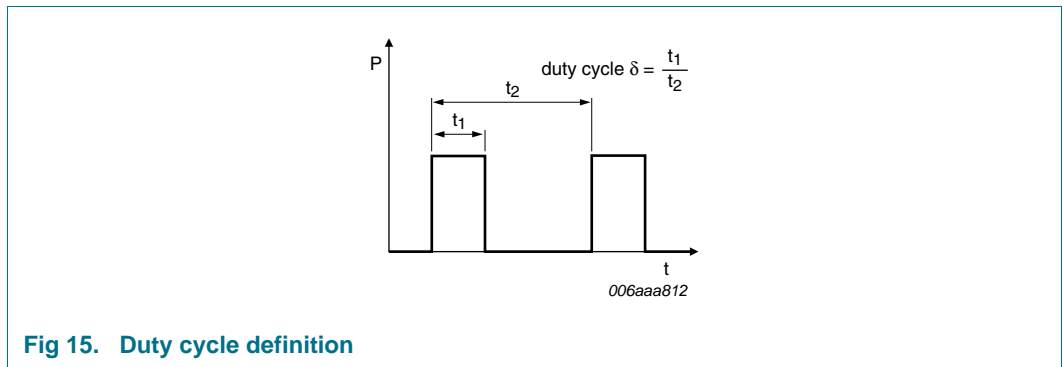 P
duty cycle δ = t1/t2
t2
t1
t
006aaa812
Fig 15. Duty cycle definition